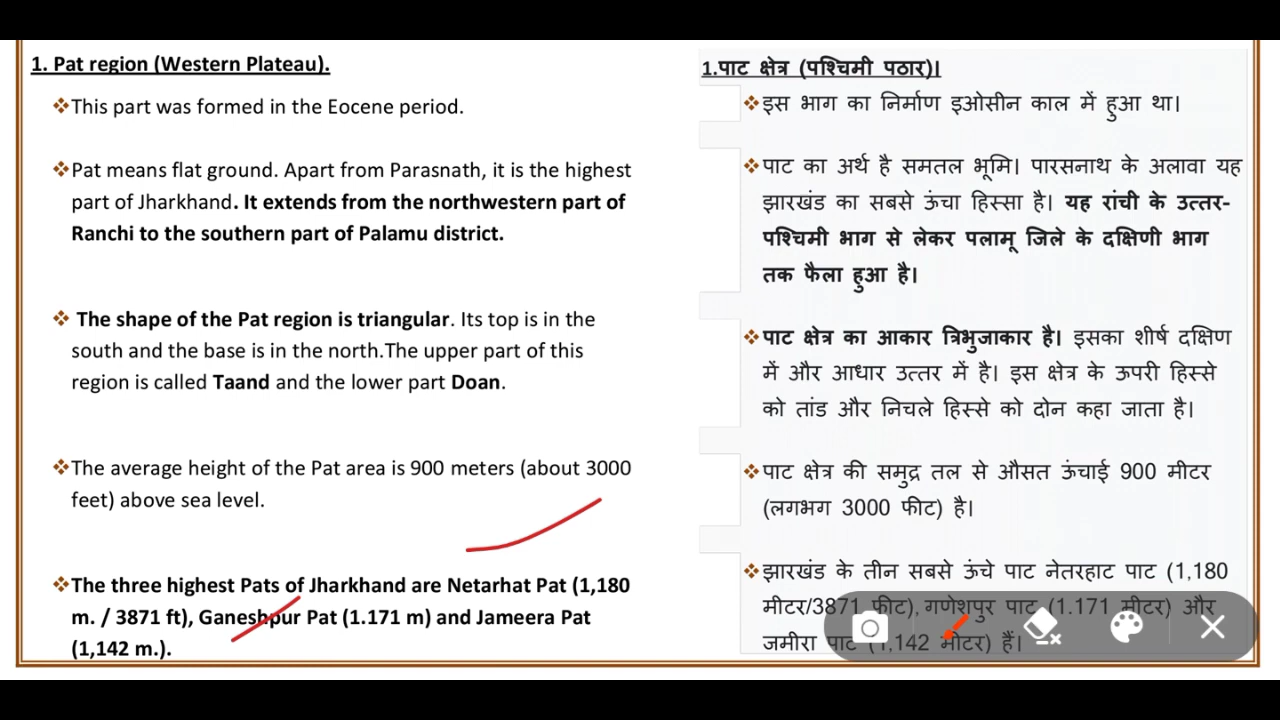 1. Pat region (Western Plateau).
❖This part was formed in the Eocene period.
❖Pat means flat ground. Apart from Parasnath, it is the highest
part of Jharkhand. It extends from the northwestern part of
Ranchi to the southern part of Palamu district.
❖ The shape of the Pat region is triangular. Its top is in the
south and the base is in the north.The upper part of this
region is called Taand and the lower part Doan.
❖The average height of the Pat area is 900 meters (about 3000
feet) above sea level.
❖The three highest Pats of Jharkhand are Netarhat Pat (1,180
m. / 3871 ft), Ganeshpur Pat (1.171 m) and Jameera Pat
(1,142 m.).
1.पाट क्षेत्र (पश्चिमी पठार)।
❖इस भाग का निर्माण इओसीन काल में हुआ था।
❖पाट का अर्थ है समतल भूमि। पारसनाथ के अलावा यह
झारखंड का सबसे ऊंचा हिस्सा है। यह रांची के उत्तर-
पश्चिमी भाग से लेकर पलामू जिले के दक्षिणी भाग
तक फैला हुआ है।
❖पाट क्षेत्र का आकार त्रिभुजाकार है। इसका शीर्ष दक्षिण
में और आधार उत्तर में है। इस क्षेत्र के ऊपरी हिस्से
को तांड और निचले हिस्से को दोन कहा जाता है।
❖पाट क्षेत्र की समुद्र तल से औसत ऊंचाई 900 मीटर
(लगभग 3000 फीट) है।
❖झारखंड के तीन सबसे ऊंचे पाट नेतरहाट पाट (1,180
मीटर/3871 फीट), गणेशपुर पाट (1.171 मीटर) और
जमीरा पाट (1,142 मीटर) हैं।